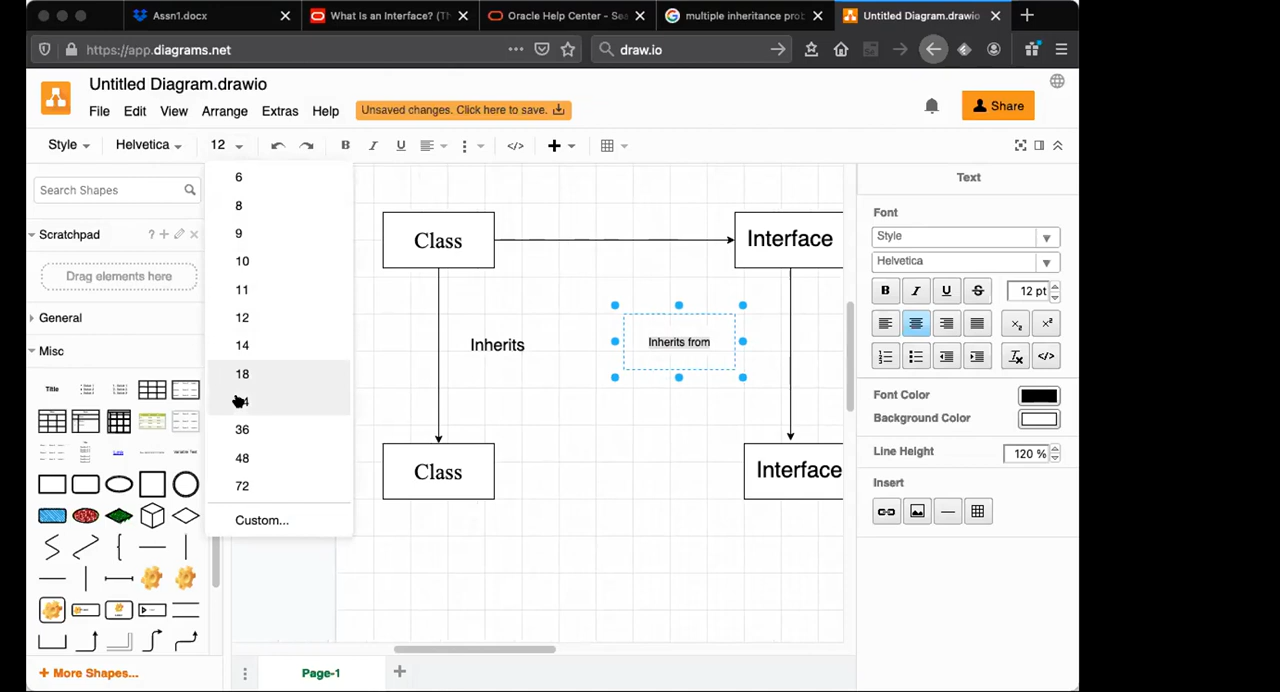 Assn1.docx
What Is an Interface? (Th
Oracle Help Center - Sea
multiple inheritance prob
Untitled Diagram.drawio
https://app.diagrams.net
draw.io
Untitled Diagram.drawio
File Edit View Arrange Extras Help
Unsaved changes. Click here to save.
Share
Style
Helvetica
12
B I U
</>
Search Shapes
Scratchpad
?
Drag elements here
General
Misc
Title
More Shapes...
6
8
9
10
11
12
14
18
36
48
72
Custom...
Class
Interface
Inherits
Inherits from
Class
Interface
Page-1
Text
Font
Style
Helvetica
B I U S
12 pt
Font Color
Background Color
Line Height
120 %
Insert